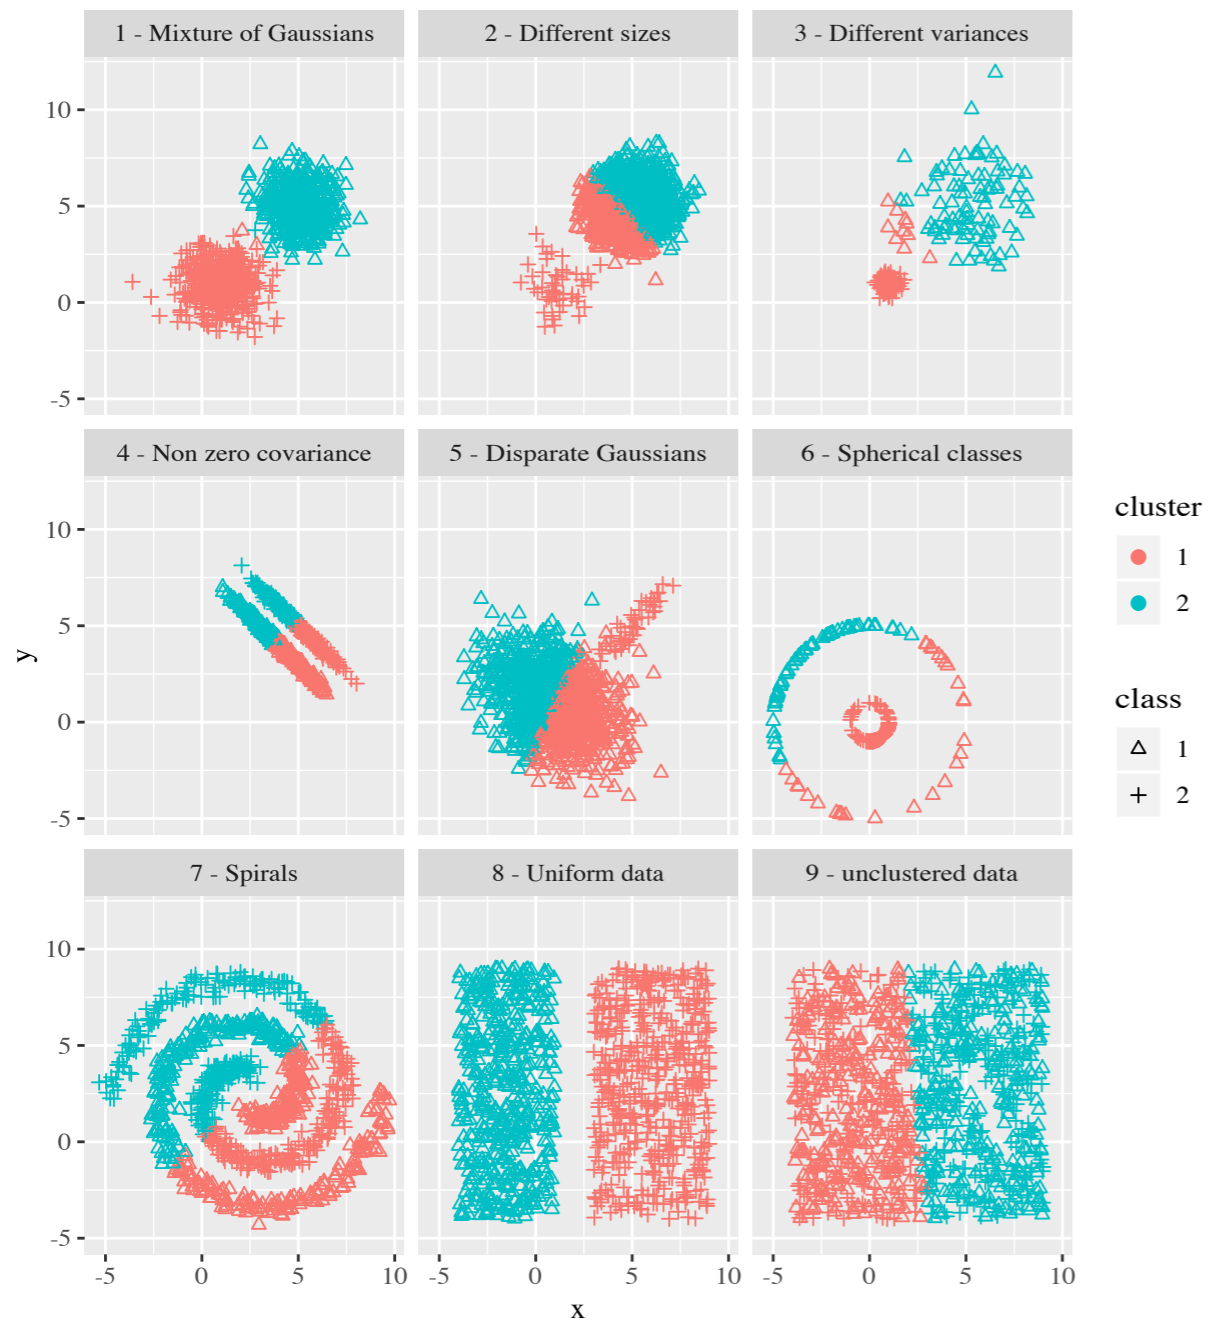 1 - Mixture of Gaussians
2 - Different sizes
3 - Different variances
10
5
0
-5
4 - Non zero covariance
5 - Disparate Gaussians
6 - Spherical classes
10
5
0
-5
y
cluster
1
2
class
1
2
7 - Spirals
8 - Uniform data
9 - unclustered data
10
5
0
-5
-5 0 5 10 -5 0 5 10 -5 0 5 10
x